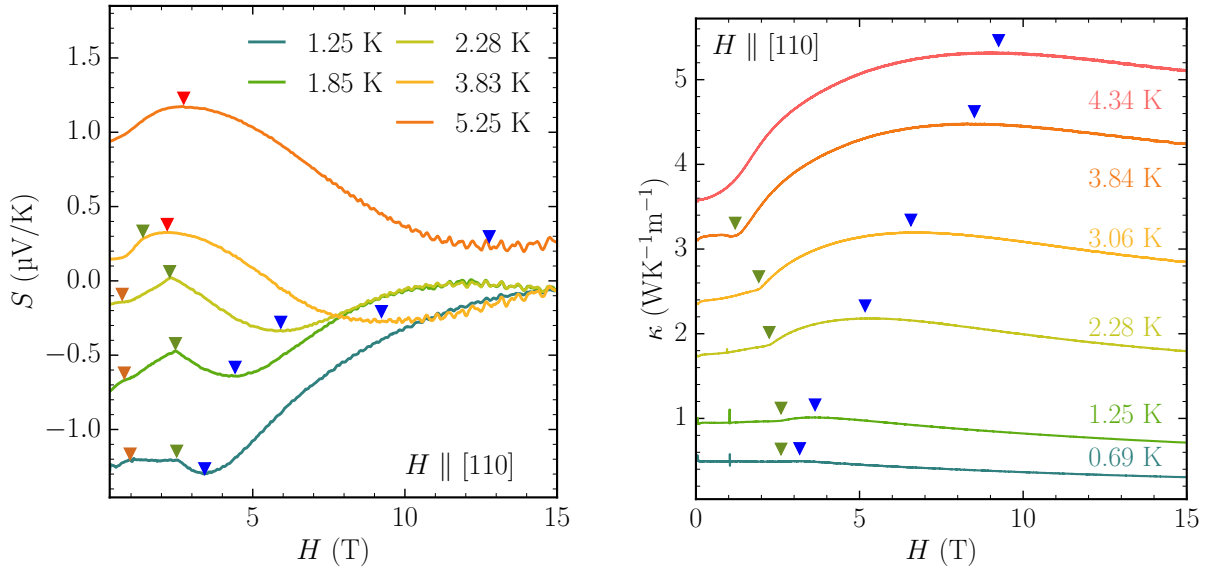 1.5
1.0
0.5
0.0
−0.5
−1.0
S (µV/K)
1.25 K
1.85 K
2.28 K
3.83 K
5.25 K
H ∥ [110]
5
10
15
H (T)
H ∥ [110]
5
4
3
2
1
κ (WK⁻¹m⁻¹)
4.34 K
3.84 K
3.06 K
2.28 K
1.25 K
0.69 K
0
5
10
15
H (T)